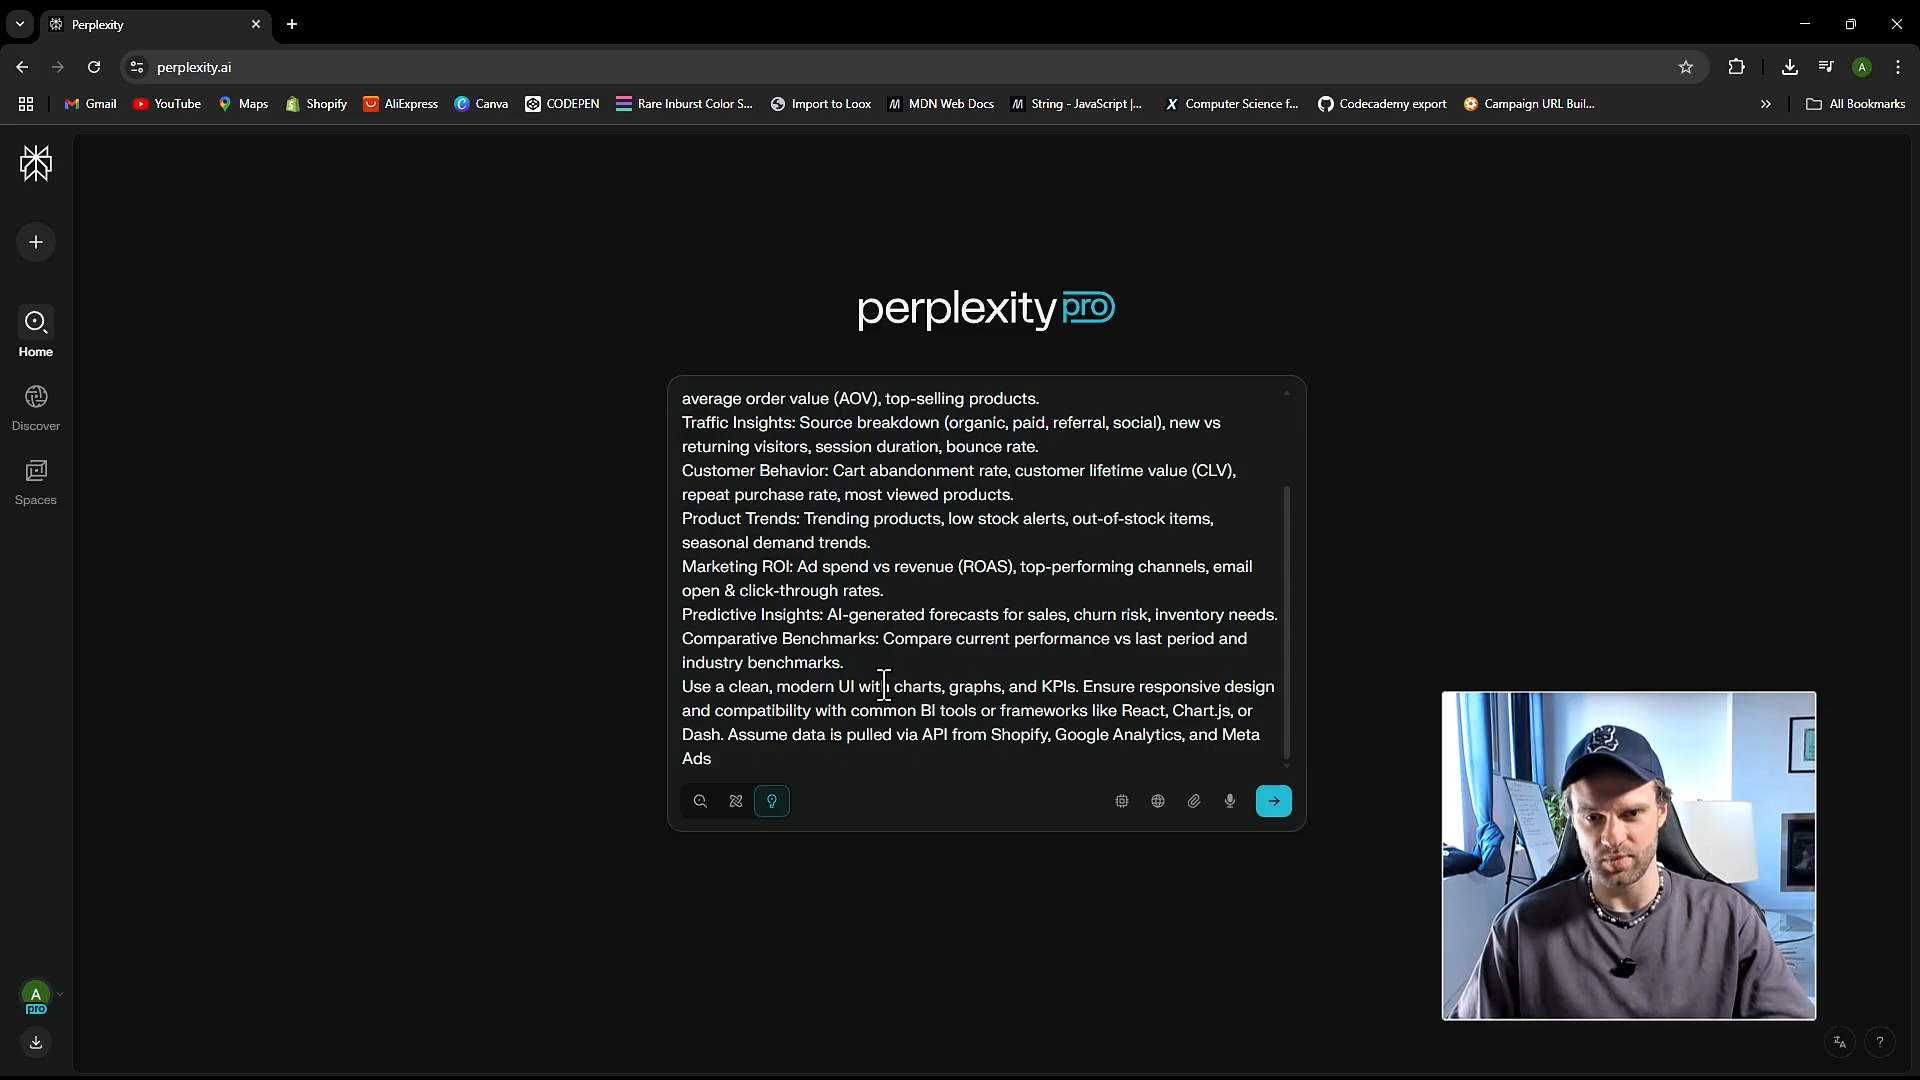 Perplexity
perplexity.ai
A
Gmail
YouTube
Maps
Shopify
AliExpress
Canva
CODEPEN
Rare Inburst Color S...
Import to Loox
MDN Web Docs
String - JavaScript |...
Computer Science f...
Codecademy export
Campaign URL Buil...
»
All Bookmarks
perplexity pro
Home
Discover
Spaces
average order value (AOV), top-selling products.
Traffic Insights: Source breakdown (organic, paid, referral, social), new vs
returning visitors, session duration, bounce rate.
Customer Behavior: Cart abandonment rate, customer lifetime value (CLV),
repeat purchase rate, most viewed products.
Product Trends: Trending products, low stock alerts, out-of-stock items,
seasonal demand trends.
Marketing ROI: Ad spend vs revenue (ROAS), top-performing channels, email
open & click-through rates.
Predictive Insights: AI-generated forecasts for sales, churn risk, inventory needs.
Comparative Benchmarks: Compare current performance vs last period and
industry benchmarks.
Use a clean, modern UI with charts, graphs, and KPIs. Ensure responsive design
and compatibility with common BI tools or frameworks like React, Chart.js, or
Dash. Assume data is pulled via API from Shopify, Google Analytics, and Meta
Ads
A
pro
?